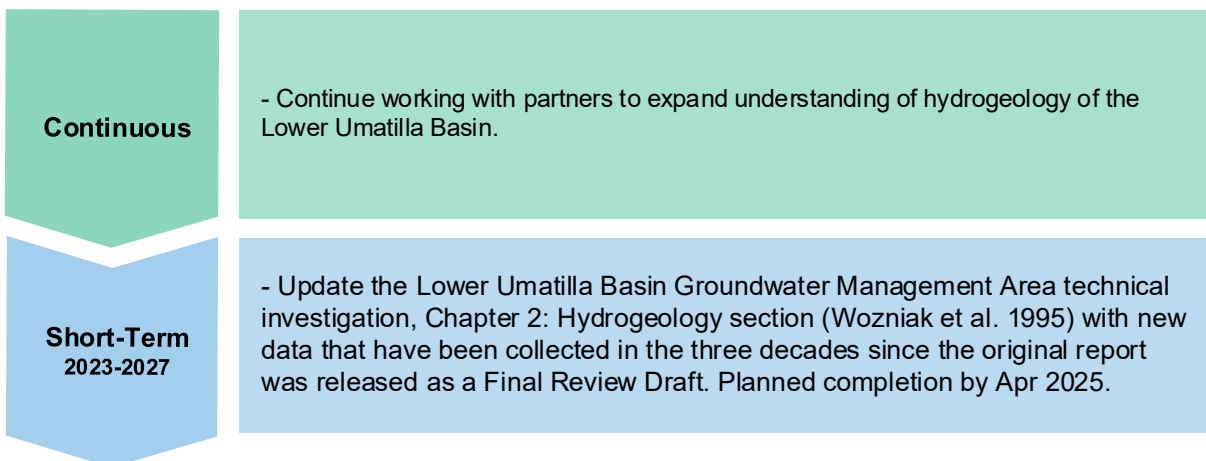 Continuous
- Continue working with partners to expand understanding of hydrogeology of the
Lower Umatilla Basin.
Short-Term
2023-2027
- Update the Lower Umatilla Basin Groundwater Management Area technical
investigation, Chapter 2: Hydrogeology section (Wozniak et al. 1995) with new
data that have been collected in the three decades since the original report
was released as a Final Review Draft. Planned completion by Apr 2025.